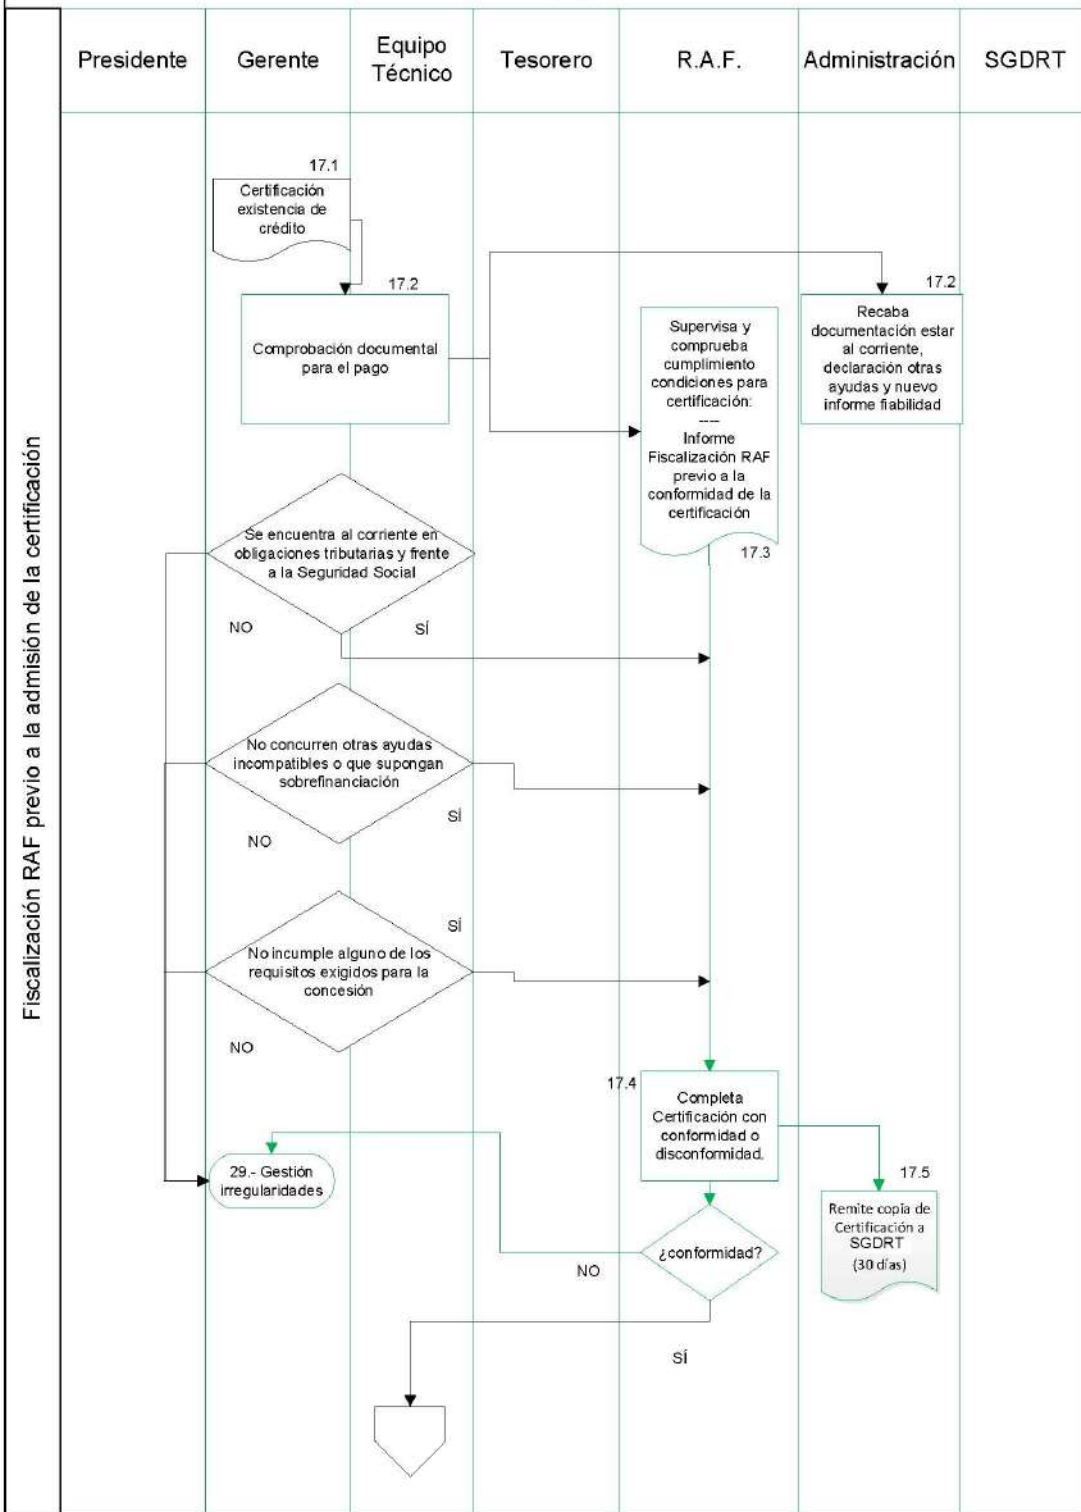 Fiscalización RAF previo a la admisión de la certificación
Presidente
Gerente
Equipo
Técnico
Tesorero
R.A.F.
Administración
SGDRT
17.1
Certificación
existencia de
crédito
17.2
Comprobación documental
para el pago
17.2
Recaba
documentación estar
al corriente,
declaración otras
ayudas y nuevo
informe fiabilidad
Supervisa y
comprueba
cumplimiento
condiciones para
certificación:
----
Informe
Fiscalización RAF
previo a la
conformidad de la
certificación
17.3
Se encuentra al corriente en
obligaciones tributarias y frente
a la Seguridad Social
NO
SÍ
No concurren otras ayudas
incompatibles o que supongan
sobrefinanciación
SÍ
NO
SÍ
No incumple alguno de los
requisitos exigidos para la
concesión
NO
17.4
Completa
Certificación con
conformidad o
disconformidad.
29.- Gestión
irregularidades
17.5
Remite copia de
Certificación a
SGDRT
(30 días)
¿conformidad?
NO
SÍ